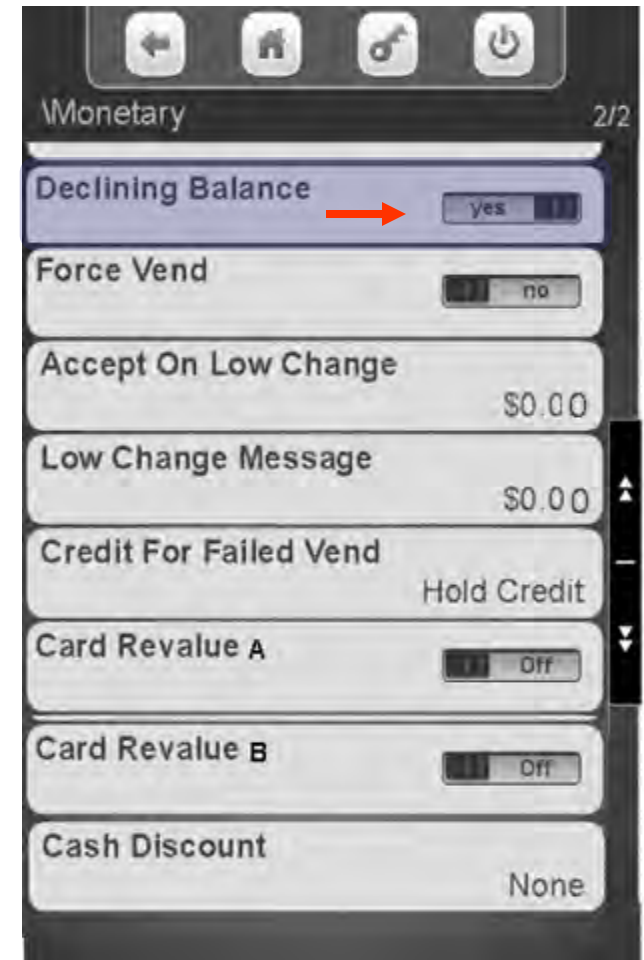 \Monetary 2/2
Declining Balance
yes
Force Vend
no
Accept On Low Change
$0.00
Low Change Message
$0.00
Credit For Failed Vend
Hold Credit
Card Revalue A
Off
Card Revalue B
Off
Cash Discount
None